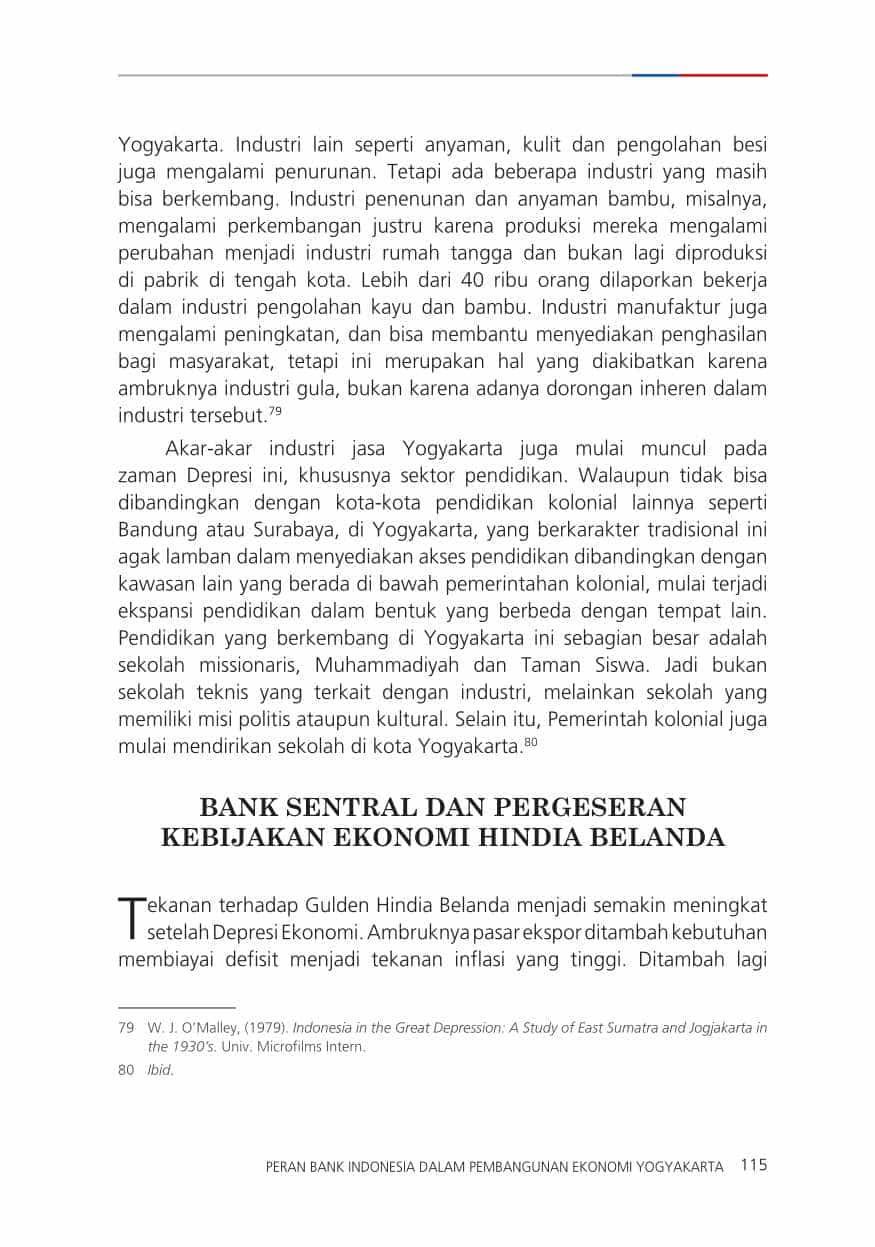 Yogyakarta. Industri lain seperti anyaman, kulit dan pengolahan besi
juga mengalami penurunan. Tetapi ada beberapa industri yang masih
bisa berkembang. Industri penenunan dan anyaman bambu, misalnya,
mengalami perkembangan justru karena produksi mereka mengalami
perubahan menjadi industri rumah tangga dan bukan lagi diproduksi
di pabrik di tengah kota. Lebih dari 40 ribu orang dilaporkan bekerja
dalam industri pengolahan kayu dan bambu. Industri manufaktur juga
mengalami peningkatan, dan bisa membantu menyediakan penghasilan
bagi masyarakat, tetapi ini merupakan hal yang diakibatkan karena
ambruknya industri gula, bukan karena adanya dorongan inheren dalam
industri tersebut.79
Akar-akar industri jasa Yogyakarta juga mulai muncul pada
zaman Depresi ini, khususnya sektor pendidikan. Walaupun tidak bisa
dibandingkan dengan kota-kota pendidikan kolonial lainnya seperti
Bandung atau Surabaya, di Yogyakarta, yang berkarakter tradisional ini
agak lamban dalam menyediakan akses pendidikan dibandingkan dengan
kawasan lain yang berada di bawah pemerintahan kolonial, mulai terjadi
ekspansi pendidikan dalam bentuk yang berbeda dengan tempat lain.
Pendidikan yang berkembang di Yogyakarta ini sebagian besar adalah
sekolah missionaris, Muhammadiyah dan Taman Siswa. Jadi bukan
sekolah teknis yang terkait dengan industri, melainkan sekolah yang
memiliki misi politis ataupun kultural. Selain itu, Pemerintah kolonial juga
mulai mendirikan sekolah di kota Yogyakarta.80
BANK SENTRAL DAN PERGESERAN
KEBIJAKAN EKONOMI HINDIA BELANDA
Tekanan terhadap Gulden Hindia Belanda menjadi semakin meningkat
setelah Depresi Ekonomi. Ambruknya pasar ekspor ditambah kebutuhan
membiayai defisit menjadi tekanan inflasi yang tinggi. Ditambah lagi
79 W. J. O’Malley, (1979). Indonesia in the Great Depression: A Study of East Sumatra and Jogjakarta in
the 1930’s. Univ. Microfilms Intern.
80 Ibid.
PERAN BANK INDONESIA DALAM PEMBANGUNAN EKONOMI YOGYAKARTA 115